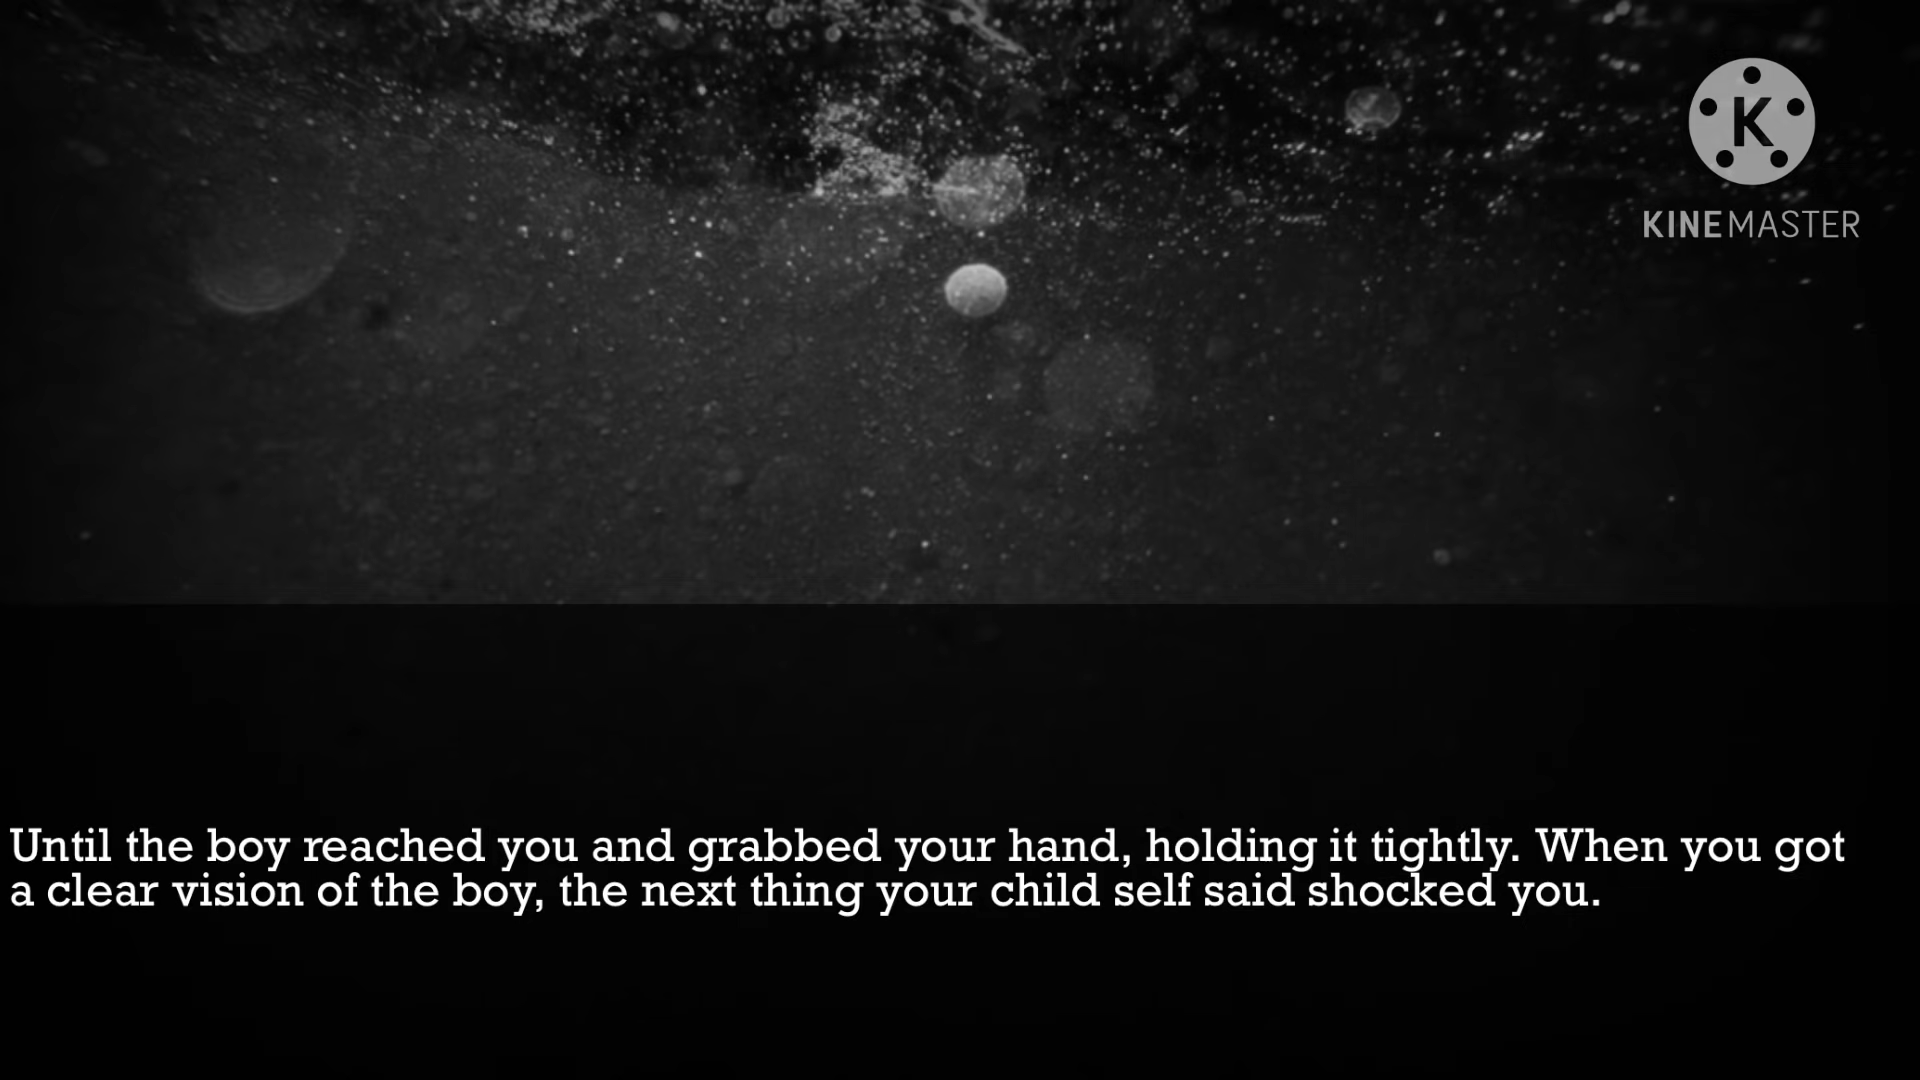 K
KINEMASTER
Until the boy reached you and grabbed your hand, holding it tightly. When you got
a clear vision of the boy, the next thing your child self said shocked you.